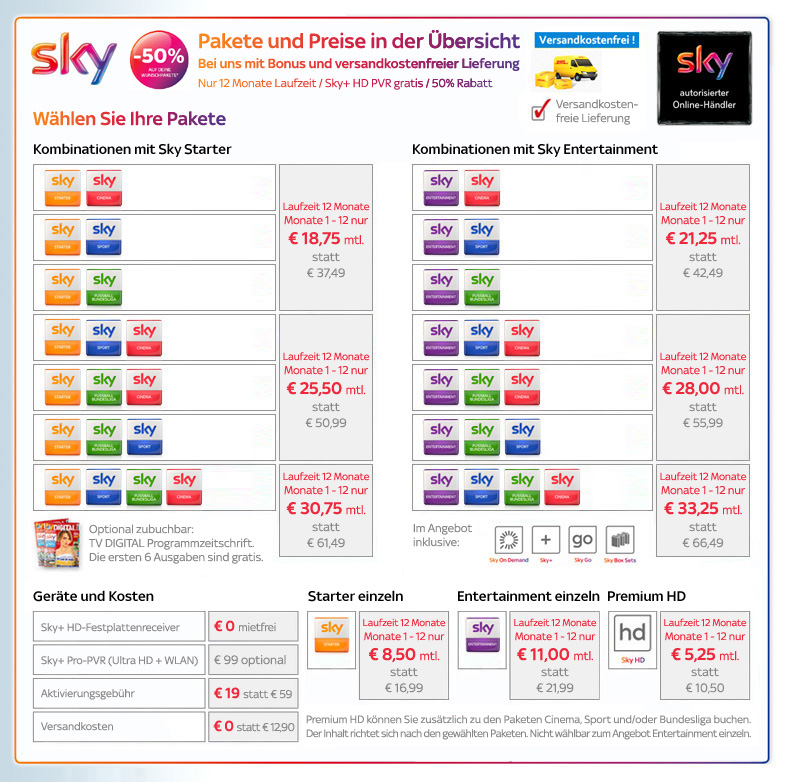 sky
-50%
AUF DEINE
WUNSCHPAKETE*
Pakete und Preise in der Übersicht
Bei uns mit Bonus und versandkostenfreier Lieferung
Nur 12 Monate Laufzeit / Sky+ HD PVR gratis / 50% Rabatt
Versandkostenfrei !
Versandkosten-
freie Lieferung
sky
autorisierter
Online-Händler
Wählen Sie Ihre Pakete
Kombinationen mit Sky Starter
sky STARTER sky CINEMA
sky STARTER sky SPORT
sky STARTER sky FUSSBALL BUNDESLIGA
Laufzeit 12 Monate
Monate 1 - 12 nur
€ 18,75 mtl.
statt
€ 37,49
sky STARTER sky SPORT sky CINEMA
sky STARTER sky FUSSBALL BUNDESLIGA sky CINEMA
sky STARTER sky FUSSBALL BUNDESLIGA sky SPORT
Laufzeit 12 Monate
Monate 1 - 12 nur
€ 25,50 mtl.
statt
€ 50,99
sky STARTER sky SPORT sky FUSSBALL BUNDESLIGA sky CINEMA
Laufzeit 12 Monate
Monate 1 - 12 nur
€ 30,75 mtl.
statt
€ 61,49
DIGITAL
Optional zubuchbar:
TV DIGITAL Programmzeitschrift.
Die ersten 6 Ausgaben sind gratis.
Kombinationen mit Sky Entertainment
sky ENTERTAINMENT sky CINEMA
sky ENTERTAINMENT sky SPORT
sky ENTERTAINMENT sky FUSSBALL BUNDESLIGA
Laufzeit 12 Monate
Monate 1 - 12 nur
€ 21,25 mtl.
statt
€ 42,49
sky ENTERTAINMENT sky SPORT sky CINEMA
sky ENTERTAINMENT sky FUSSBALL BUNDESLIGA sky CINEMA
sky ENTERTAINMENT sky FUSSBALL BUNDESLIGA sky SPORT
Laufzeit 12 Monate
Monate 1 - 12 nur
€ 28,00 mtl.
statt
€ 55,99
sky ENTERTAINMENT sky SPORT sky FUSSBALL BUNDESLIGA sky CINEMA
Laufzeit 12 Monate
Monate 1 - 12 nur
€ 33,25 mtl.
statt
€ 66,49
Im Angebot
inklusive:
+ go
Sky On Demand Sky+ Sky Go Sky Box Sets
Geräte und Kosten
Sky+ HD-Festplattenreceiver € 0 mietfrei
Sky+ Pro-PVR (Ultra HD + WLAN) € 99 optional
Aktivierungsgebühr € 19 statt € 59
Versandkosten € 0 statt € 12,90
Starter einzeln
sky
STARTER
Laufzeit 12 Monate
Monate 1 - 12 nur
€ 8,50 mtl.
statt
€ 16,99
Entertainment einzeln
sky
ENTERTAINMENT
Laufzeit 12 Monate
Monate 1 - 12 nur
€ 11,00 mtl.
statt
€ 21,99
Premium HD
hd
Sky HD
Laufzeit 12 Monate
Monate 1 - 12 nur
€ 5,25 mtl.
statt
€ 10,50
Premium HD können Sie zusätzlich zu den Paketen Cinema, Sport und/oder Bundesliga buchen.
Der Inhalt richtet sich nach den gewählten Paketen. Nicht wählbar zum Angebot Entertainment einzeln.